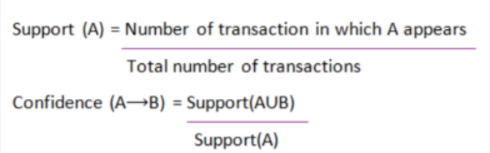 Support (A) = Number of transaction in which A appears
Total number of transactions
Confidence (A⟶B) = Support(AUB)
Support(A)